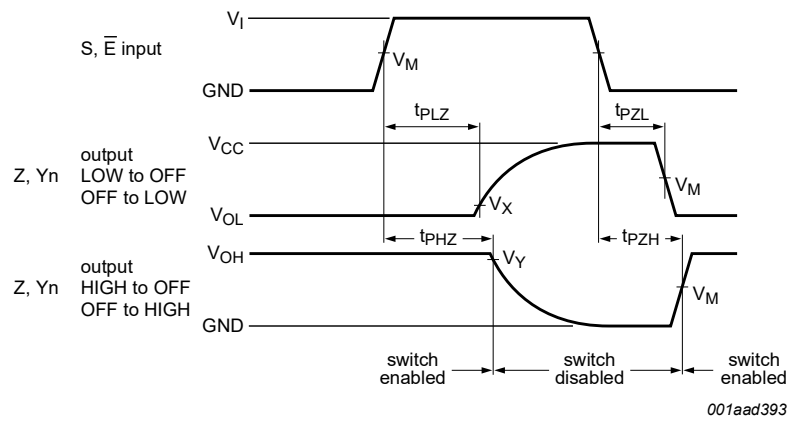 V_I
S, E̅ input
V_M
GND
t_PLZ
t_PZL
V_CC
output
Z, Yn LOW to OFF
OFF to LOW
V_M
V_X
V_OL
t_PHZ
t_PZH
V_OH
V_Y
output
Z, Yn HIGH to OFF
OFF to HIGH
V_M
GND
switch enabled
switch disabled
switch enabled
001aad393